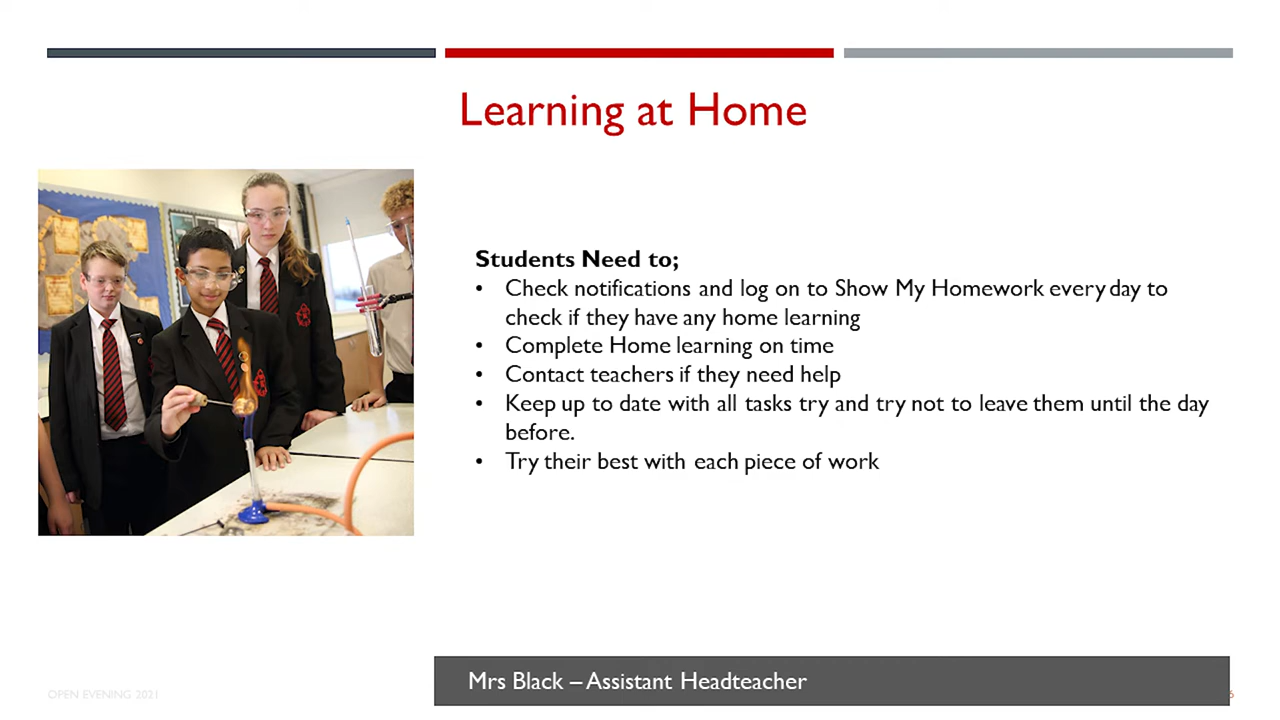 Learning at Home
Students Need to;
• Check notifications and log on to Show My Homework every day to
check if they have any home learning
• Complete Home learning on time
• Contact teachers if they need help
• Keep up to date with all tasks try and try not to leave them until the day
before.
• Try their best with each piece of work
Mrs Black – Assistant Headteacher
OPEN EVENING 2021
6